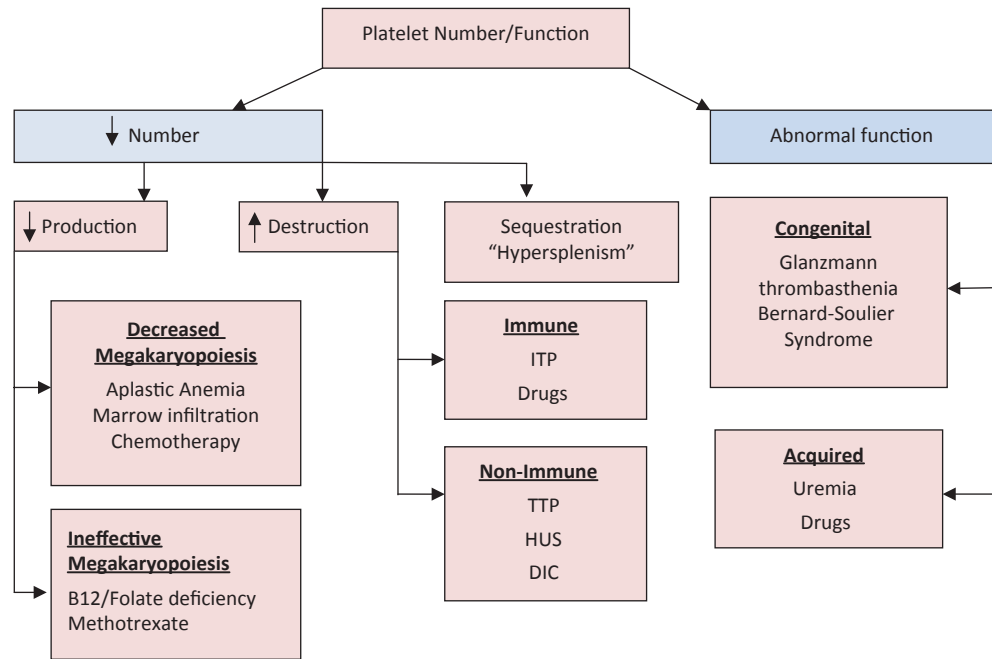 Platelet Number/Function
Number
Abnormal function
Production
Destruction
Sequestration
“Hypersplenism”
Congenital
Glanzmann
thrombasthenia
Bernard-Soulier
Syndrome
Decreased
Megakaryopoiesis
Aplastic Anemia
Marrow infiltration
Chemotherapy
Immune
ITP
Drugs
Acquired
Uremia
Drugs
Non-Immune
TTP
HUS
DIC
Ineffective
Megakaryopoiesis
B12/Folate deficiency
Methotrexate